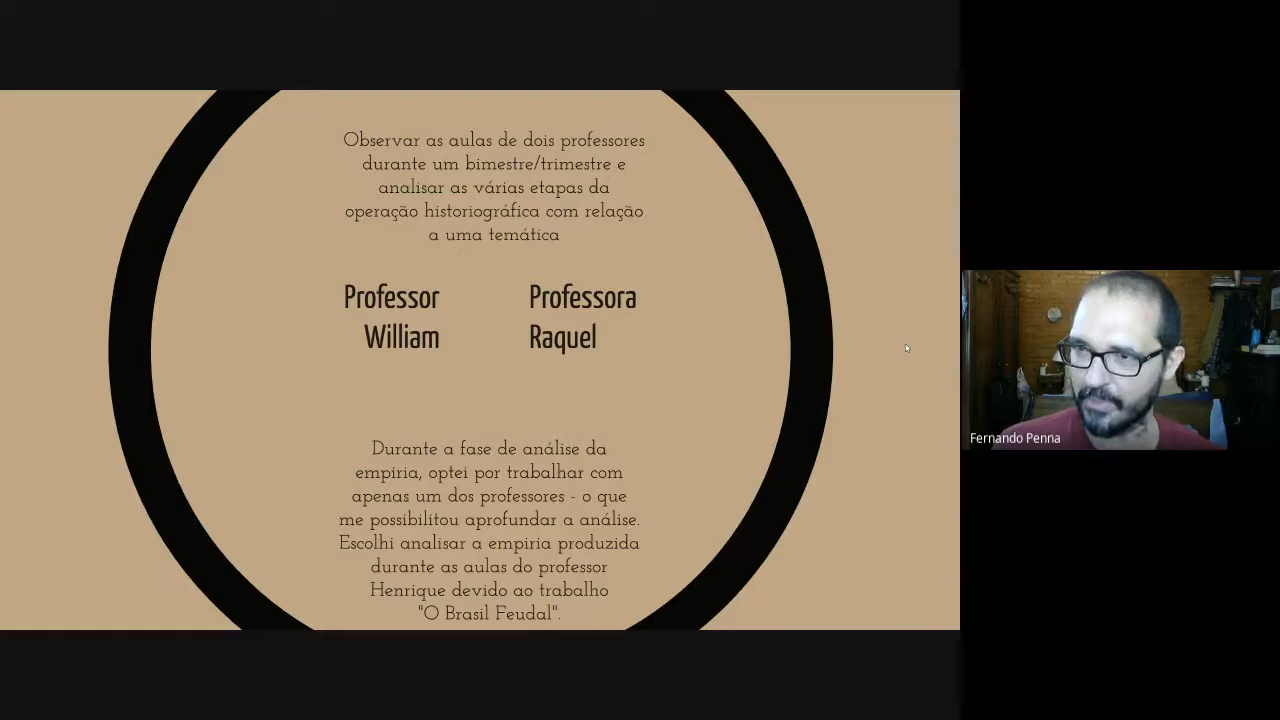 Observar as aulas de dois professores
durante um bimestre/trimestre e
analisar as várias etapas da
operação historiográfica com relação
a uma temática
Professor
William
Professora
Raquel
Durante a fase de análise da
empiria, optei por trabalhar com
apenas um dos professores - o que
me possibilitou aprofundar a análise.
Escolhi analisar a empiria produzida
durante as aulas do professor
Henrique devido ao trabalho
"O Brasil Feudal".
Fernando Penna